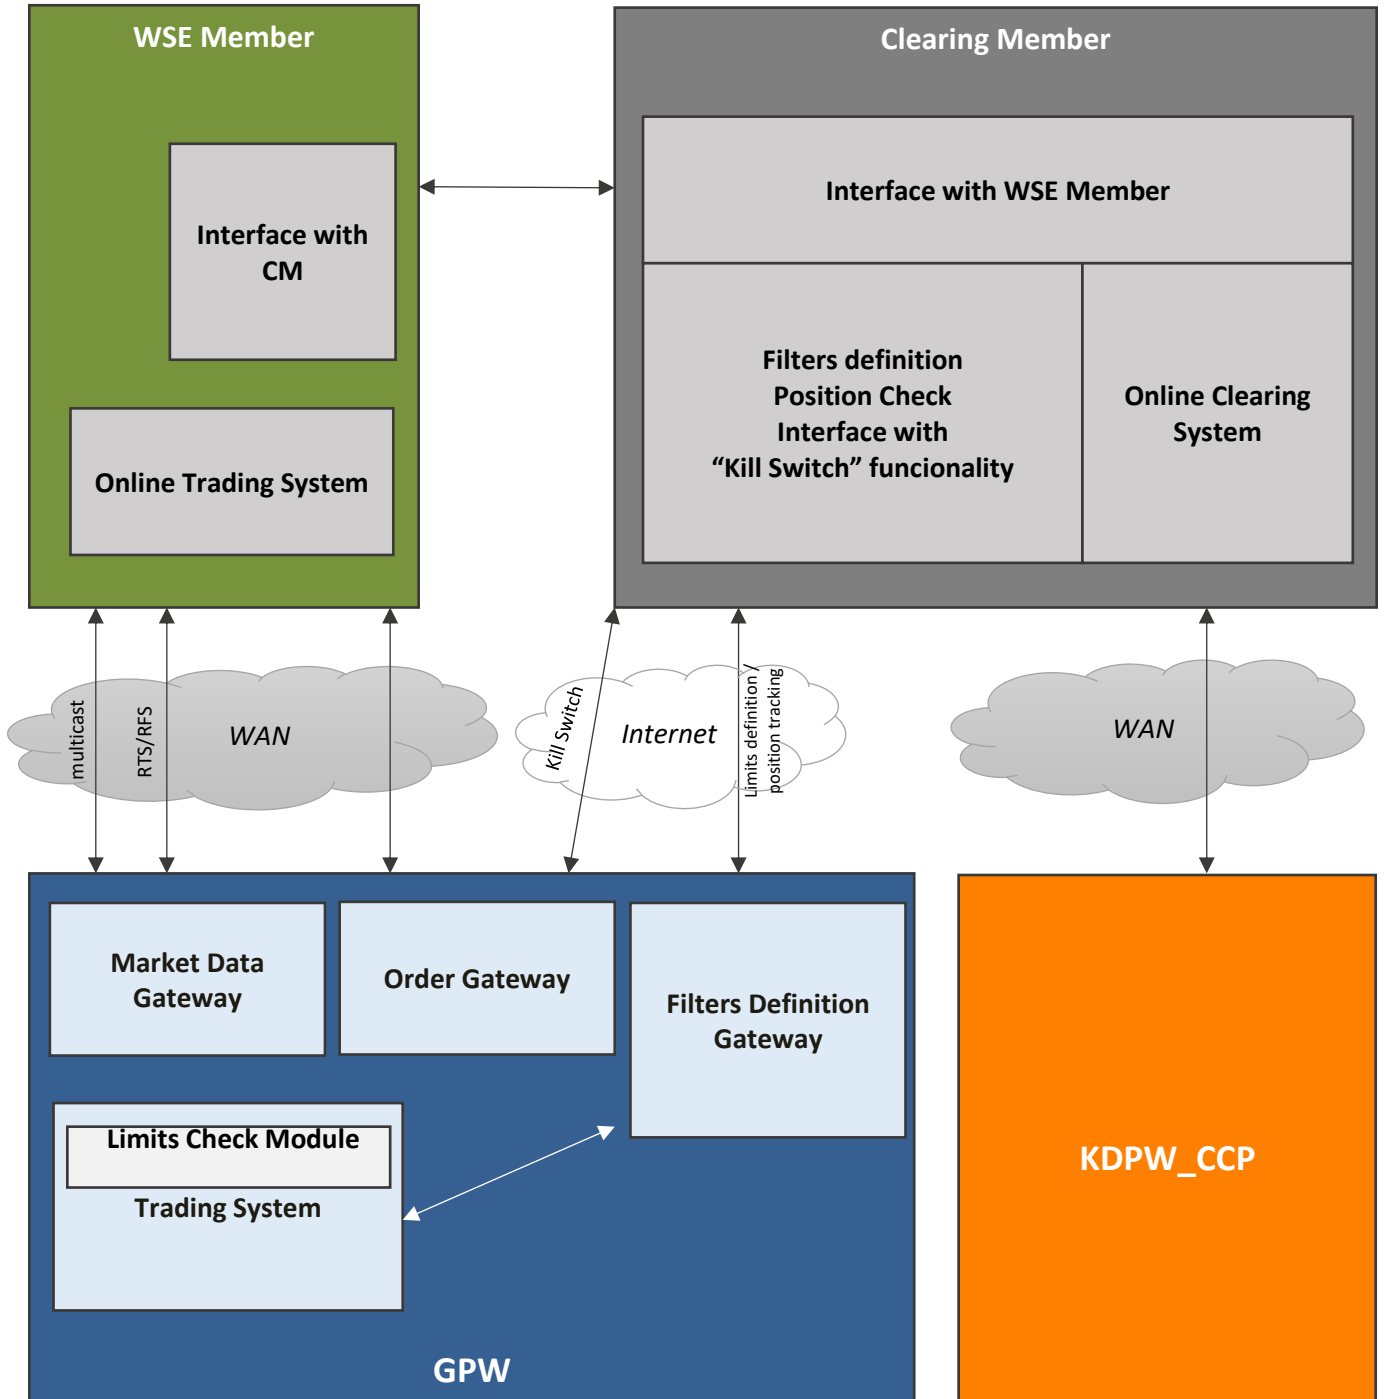 WSE Member
Clearing Member
Interface with
CM
Interface with WSE Member
Filters definition
Position Check
Interface with
“Kill Switch” funcionality
Online Clearing
System
Online Trading System
multicast
RTS/RFS
WAN
Kill Switch
Internet
Limits definition /
position tracking
WAN
Market Data
Gateway
Order Gateway
Filters Definition
Gateway
Limits Check Module
Trading System
KDPW_CCP
GPW